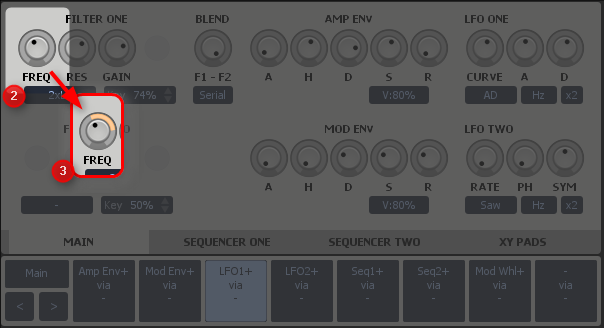 FILTER ONE BLEND AMP ENV LFO ONE
FREQ RES GAIN F1 - F2 A H D S R CURVE A D
2 74% Serial V:80% AD Hz x2
FREQ MOD ENV LFO TWO
3
A H D S R RATE PH SYM
- Key 50% V:80% Saw Hz x2
MAIN SEQUENCER ONE SEQUENCER TWO XY PADS
Main Amp Env+ Mod Env+ LFO1+ LFO2+ Seq1+ Seq2+ Mod Whl+ -
via via via via via via via via
< > - - - - - - - -